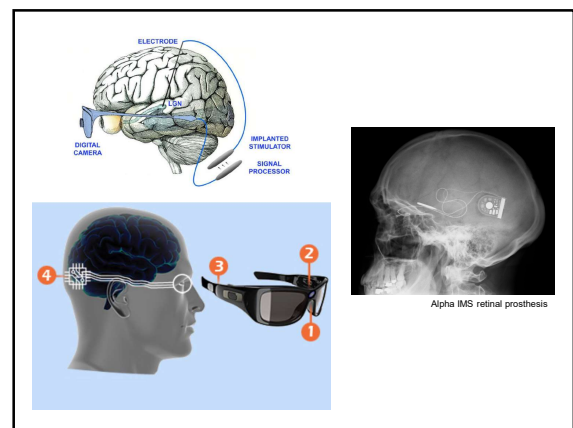 ELECTRODE
LGN
DIGITAL
CAMERA
IMPLANTED
STIMULATOR
SIGNAL
PROCESSOR
4
3
2
1
Alpha IMS retinal prosthesis